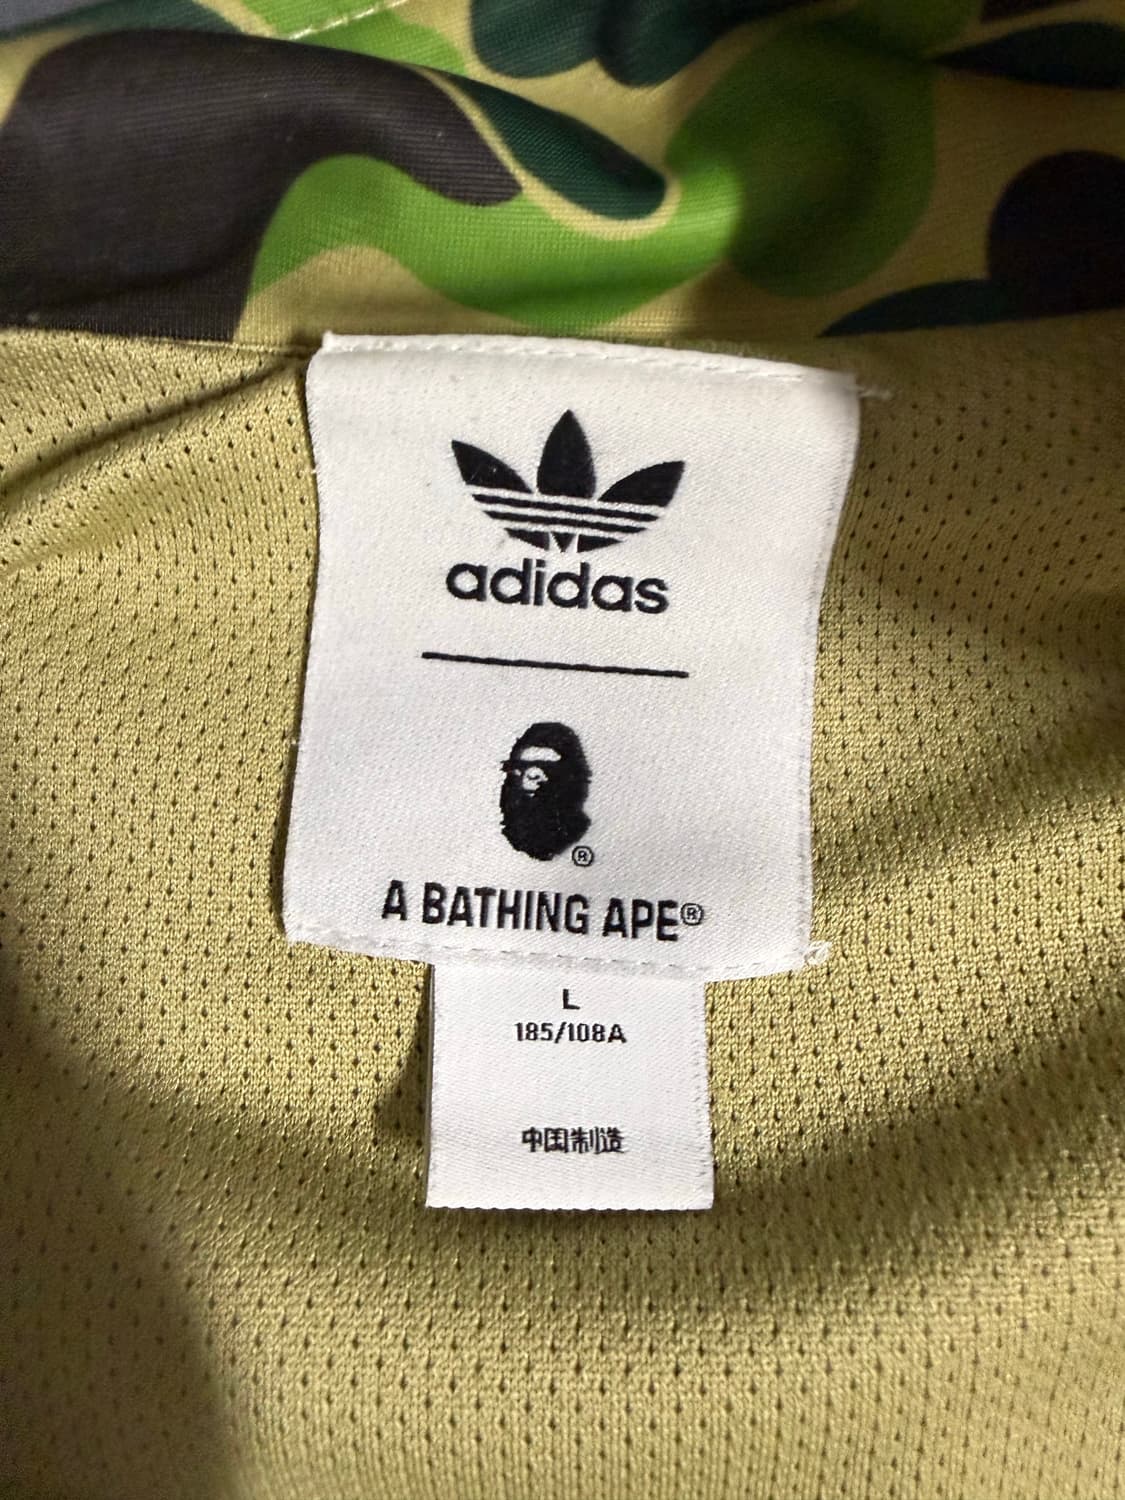 adidas
®
A BATHING APE®
L
185/108A
中国制造